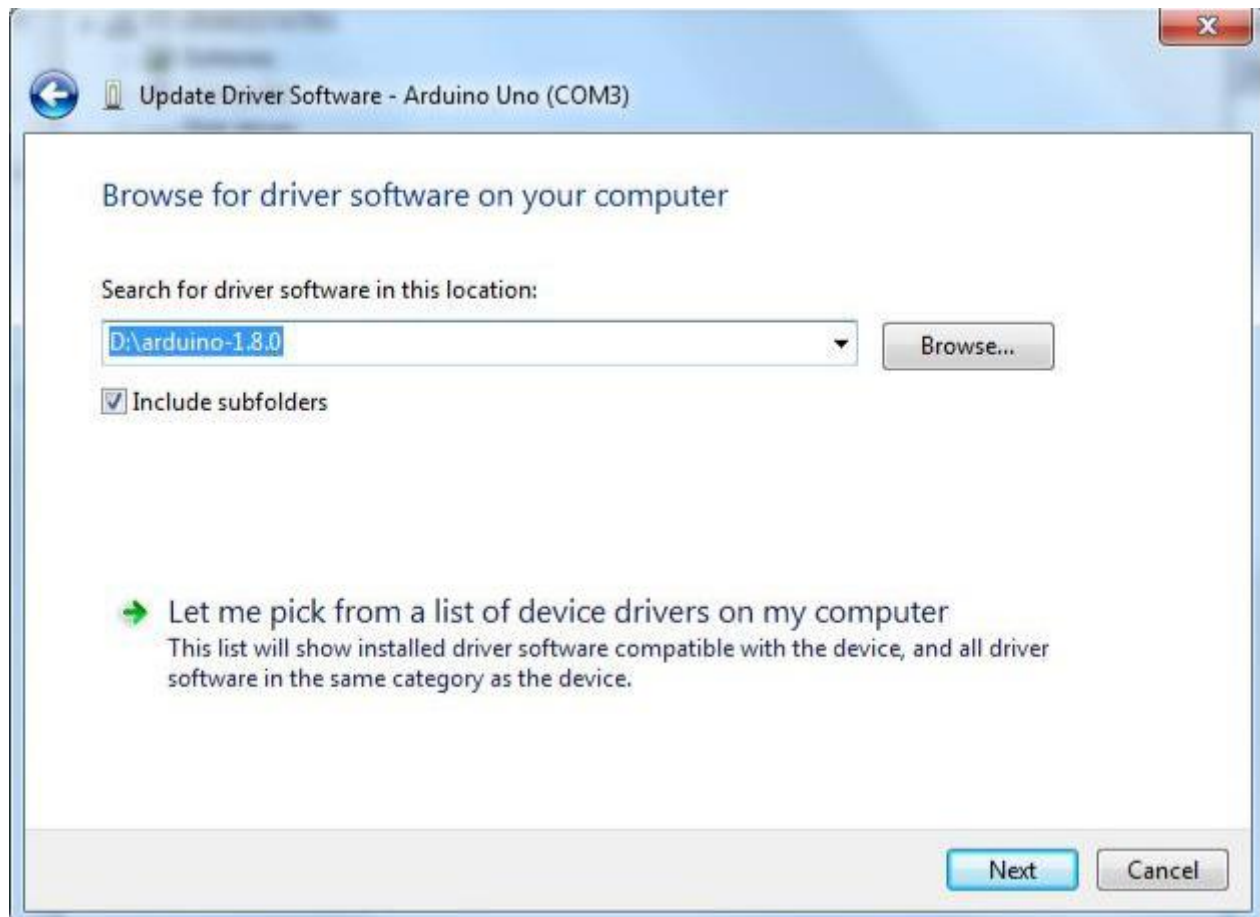 Update Driver Software - Arduino Uno (COM3)
Browse for driver software on your computer
Search for driver software in this location:
D:\arduino-1.8.0
Browse...
Include subfolders
Let me pick from a list of device drivers on my computer
This list will show installed driver software compatible with the device, and all driver
software in the same category as the device.
Next
Cancel